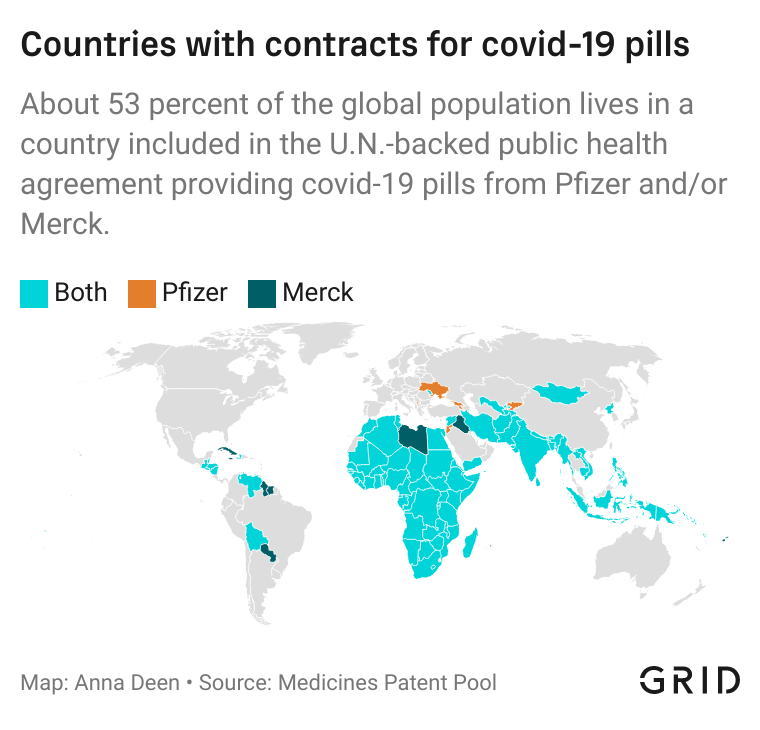 Countries with contracts for covid-19 pills
About 53 percent of the global population lives in a
country included in the U.N.-backed public health
agreement providing covid-19 pills from Pfizer and/or
Merck.
Both Pfizer Merck
Map: Anna Deen • Source: Medicines Patent Pool
GRID